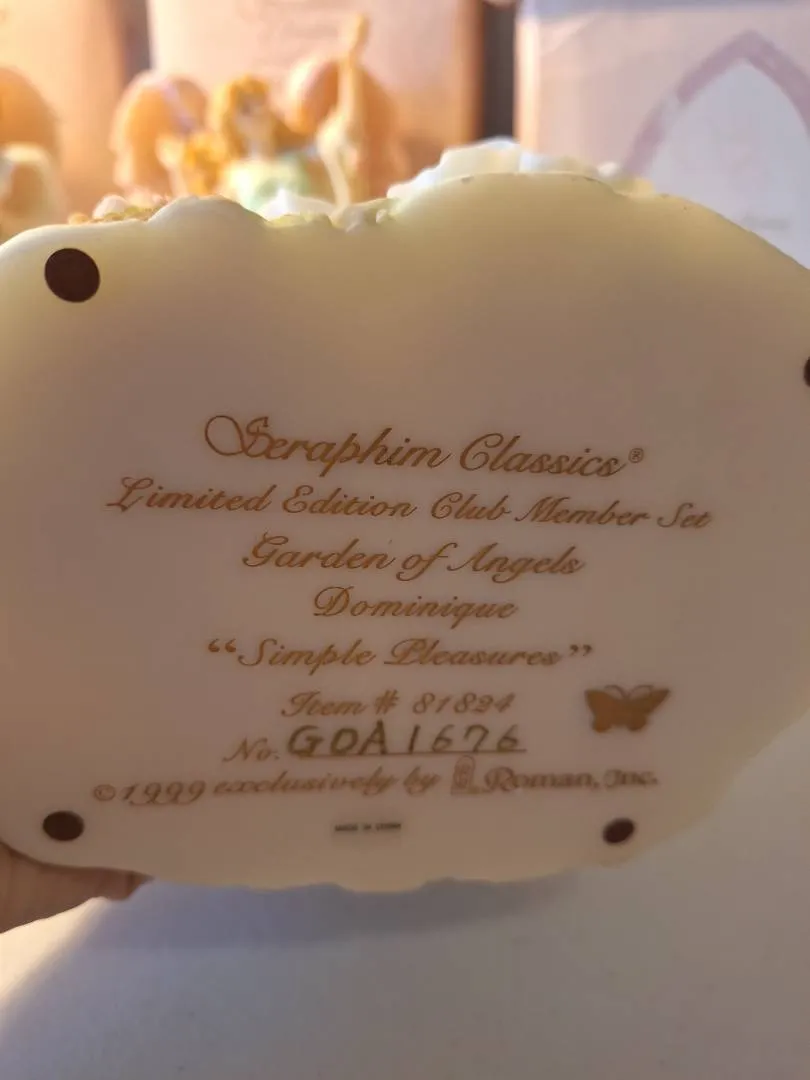 Seraphim Classics®
Limited Edition Club Member Set
Garden of Angels
Dominique
“Simple Pleasures”
Item # 81824
No. GOA1676
©1999 exclusively by Roman, Inc.